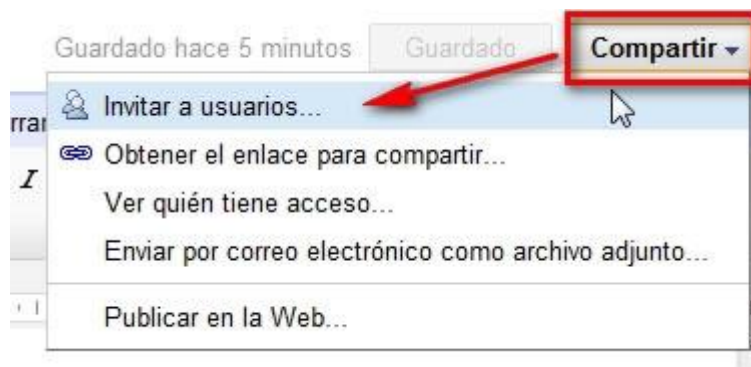 Guardado hace 5 minutos Guardado Compartir
Invitar a usuarios...
Obtener el enlace para compartir...
I
Ver quién tiene acceso...
Enviar por correo electrónico como archivo adjunto...
Publicar en la Web...